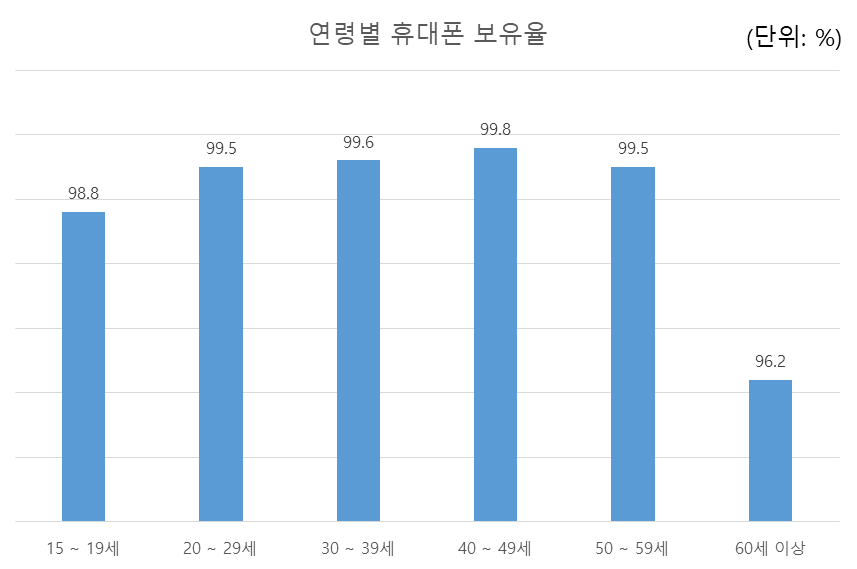 연령별 휴대폰 보유율
(단위: %)
98.8
99.5
99.6
99.8
99.5
96.2
15 ~ 19세
20 ~ 29세
30 ~ 39세
40 ~ 49세
50 ~ 59세
60세 이상